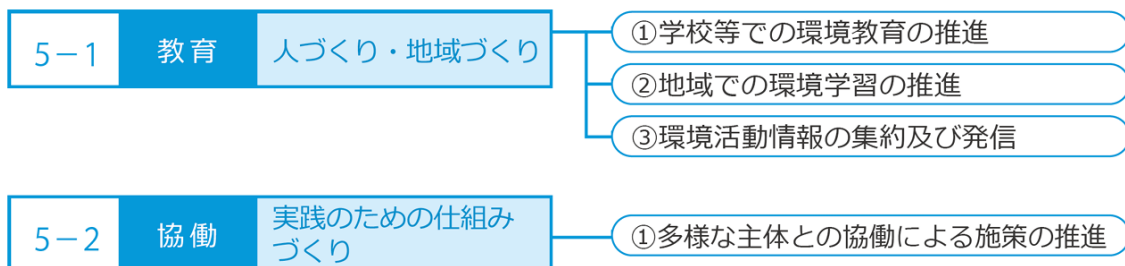 5－1 教育 人づくり・地域づくり
①学校等での環境教育の推進
②地域での環境学習の推進
③環境活動情報の集約及び発信
5－2 協働 実践のための仕組み
づくり
①多様な主体との協働による施策の推進